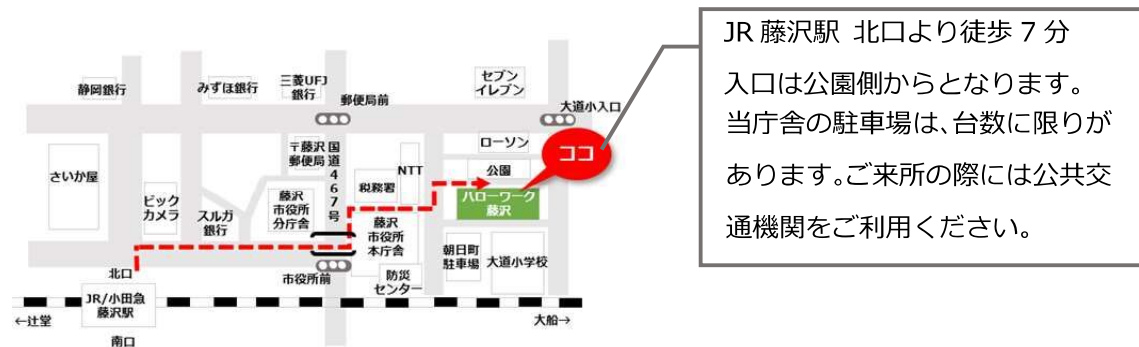 静岡銀行
みずほ銀行
三菱UFJ
銀行
郵便局前
セブン
イレブン
大道小入口
〒藤沢
郵便局
国道467号
ローソン
ココ
NTT
公園
さいか屋
税務署
ビック
カメラ
スルガ
銀行
藤沢
市役所
分庁舎
ハローワーク
藤沢
藤沢
市役所
本庁舎
朝日町
駐車場
大道小学校
北口
市役所前
防災
センター
JR/小田急
藤沢駅
←辻堂
大船→
南口
JR 藤沢駅 北口より徒歩 7 分
入口は公園側からとなります。
当庁舎の駐車場は、台数に限りが
あります。ご来所の際には公共交
通機関をご利用ください。